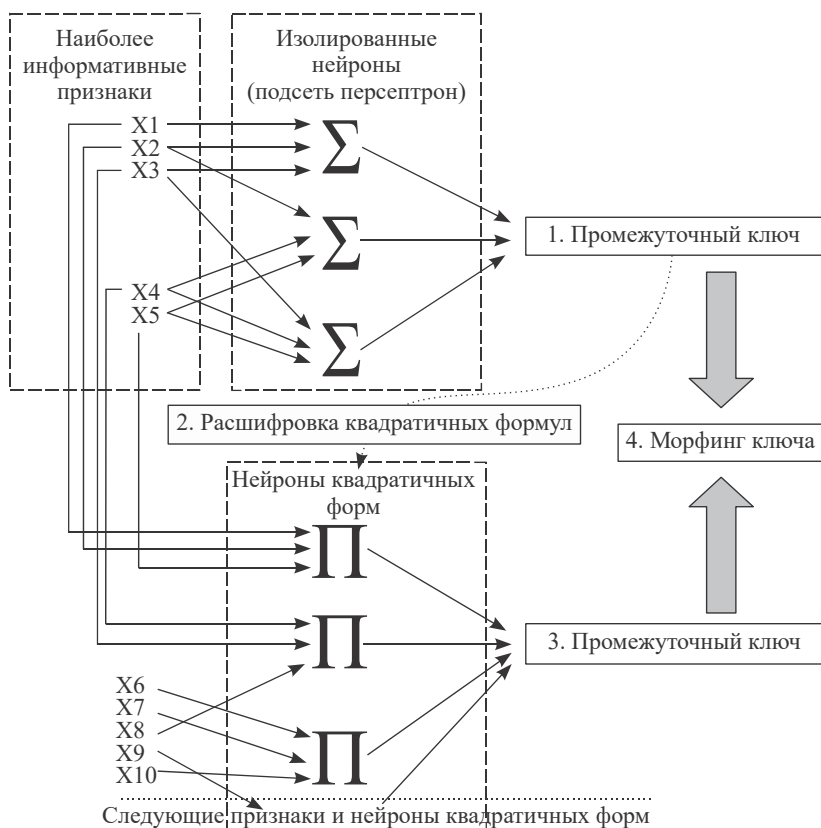 Наиболее
информативные
признаки
Изолированные
нейроны
(подсеть персептрон)
X1
X2
X3
X4
X5
Σ
Σ
Σ
1. Промежуточный ключ
2. Расшифровка квадратичных формул
4. Морфинг ключа
Нейроны квадратичных
форм
∏
∏
∏
3. Промежуточный ключ
X6
X7
X8
X9
X10
Следующие признаки и нейроны квадратичных форм